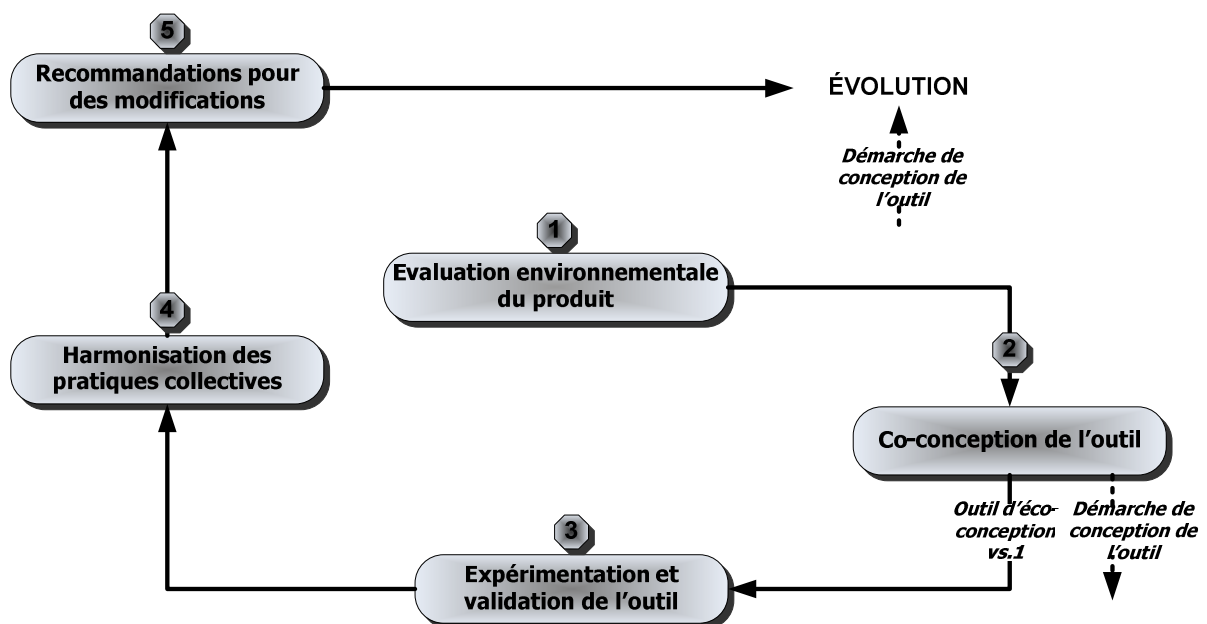 5
Recommandations pour
des modifications
ÉVOLUTION
Démarche de
conception de
l’outil
1
Evaluation environnementale
du produit
2
Co-conception de l’outil
Outil d’éco-
conception
vs.1
Démarche de
conception de
l’outil
3
Expérimentation et
validation de l’outil
4
Harmonisation des
pratiques collectives